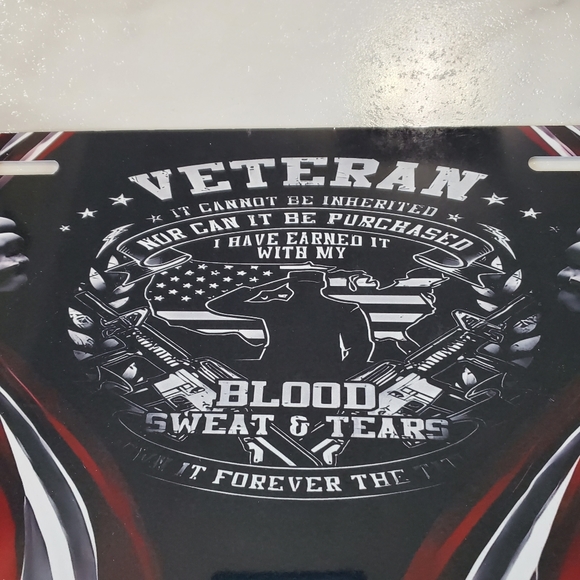 VETERAN
IT CANNOT BE INHERITED
NOR CAN IT BE PURCHASED
I HAVE EARNED IT
WITH MY
BLOOD
SWEAT & TEARS
IT FOREVER THE